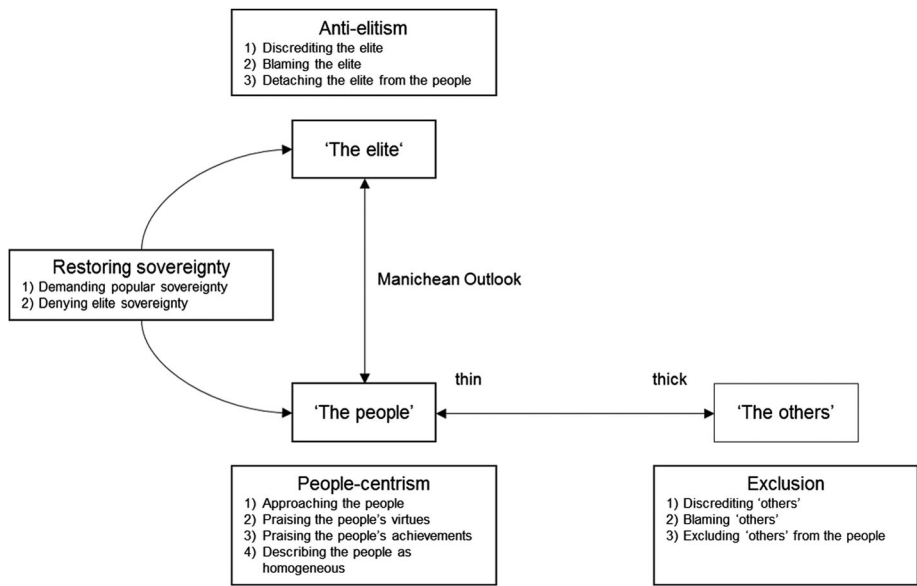 Anti-elitism
1) Discrediting the elite
2) Blaming the elite
3) Detaching the elite from the people
‘The elite‘
Restoring sovereignty
1) Demanding popular sovereignty
2) Denying elite sovereignty
Manichean Outlook
thin
thick
‘The people’
‘The others’
People-centrism
1) Approaching the people
2) Praising the people’s virtues
3) Praising the people’s achievements
4) Describing the people as
homogeneous
Exclusion
1) Discrediting ‘others’
2) Blaming ‘others’
3) Excluding ‘others’ from the people